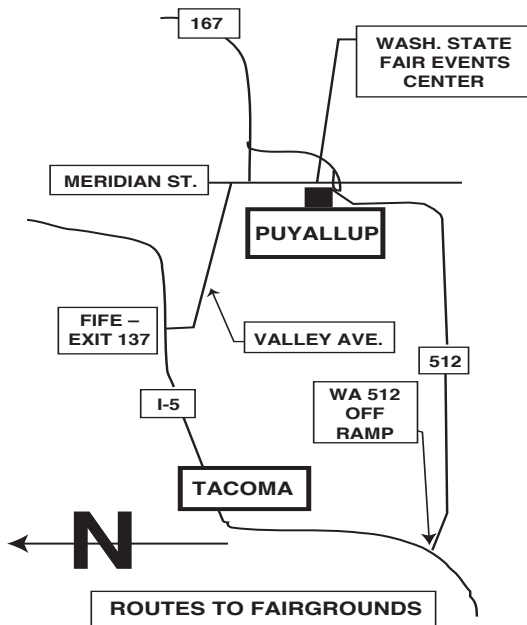 167
WASH. STATE
FAIR EVENTS
CENTER
MERIDIAN ST.
PUYALLUP
FIFE –
EXIT 137
VALLEY AVE.
512
I-5
WA 512
OFF
RAMP
TACOMA
N
ROUTES TO FAIRGROUNDS